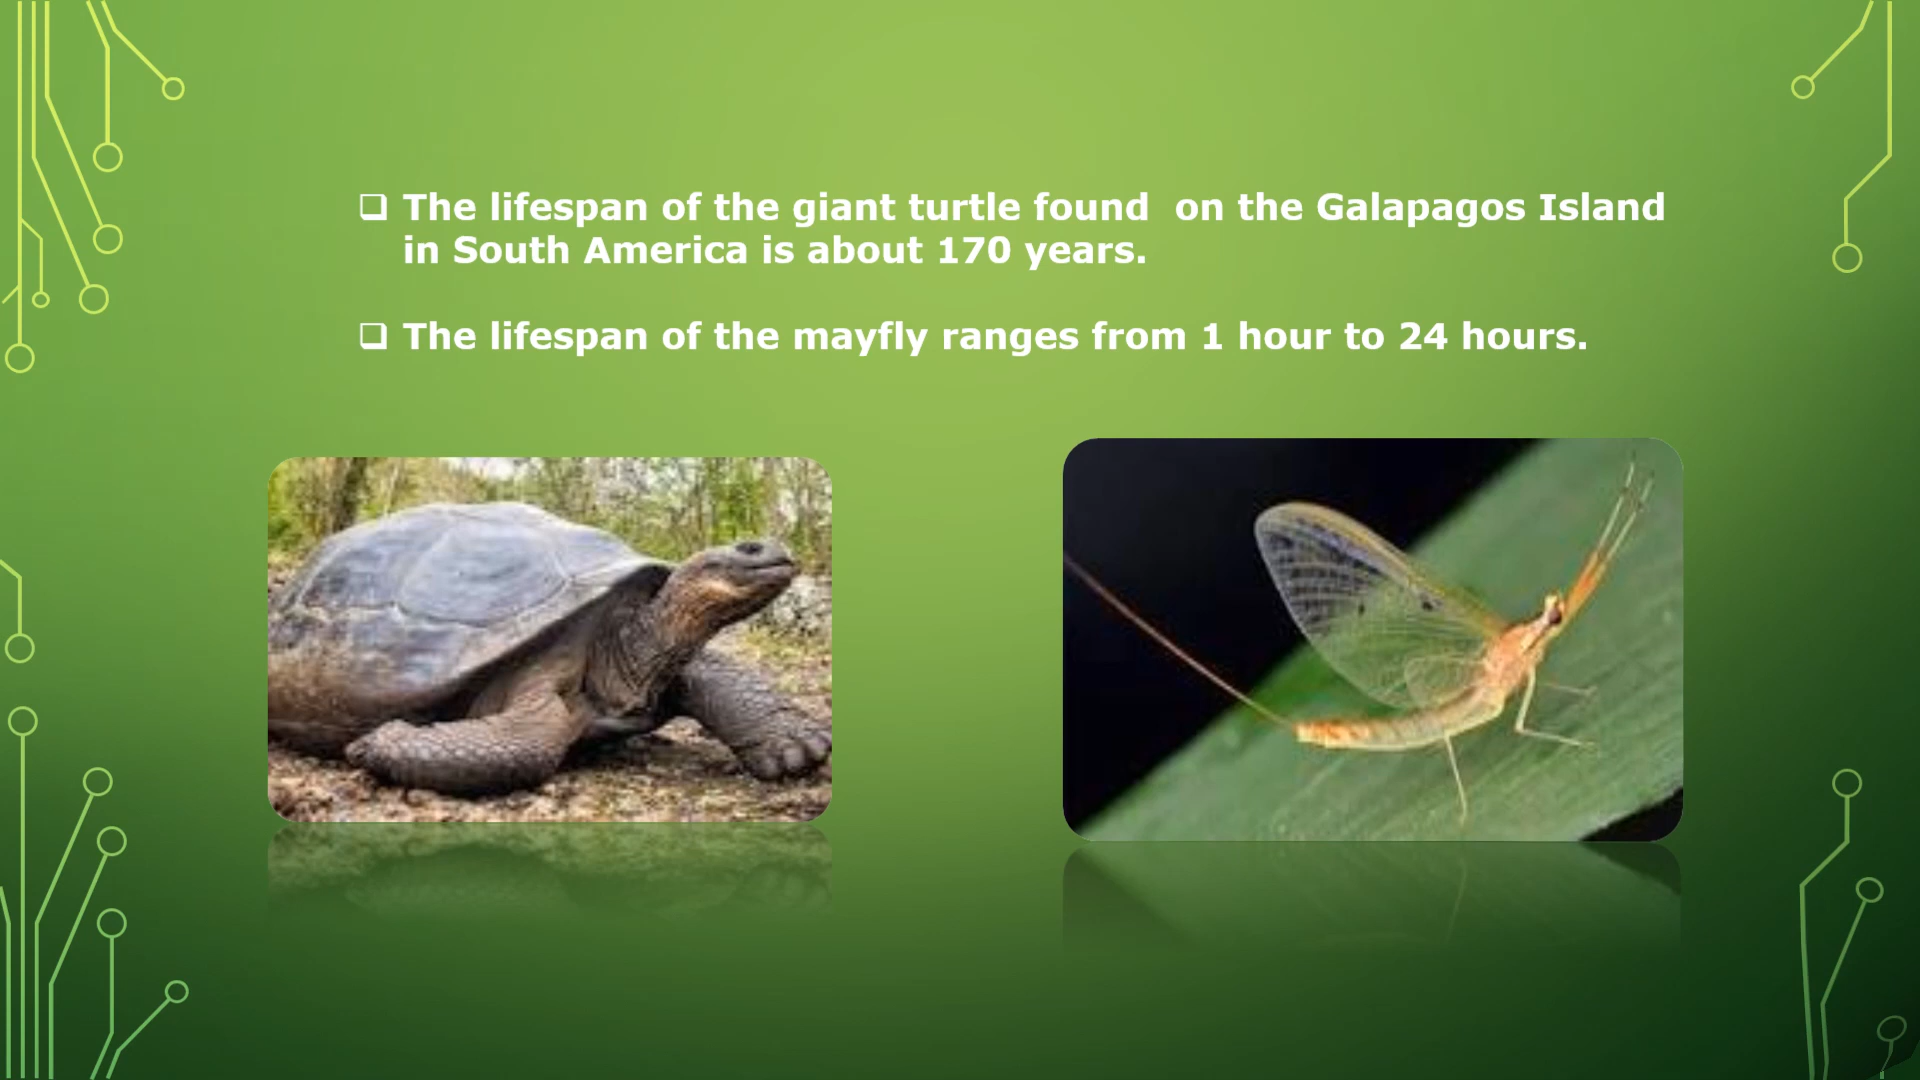 ❑ The lifespan of the giant turtle found  on the Galapagos Island
in South America is about 170 years.
❑ The lifespan of the mayfly ranges from 1 hour to 24 hours.